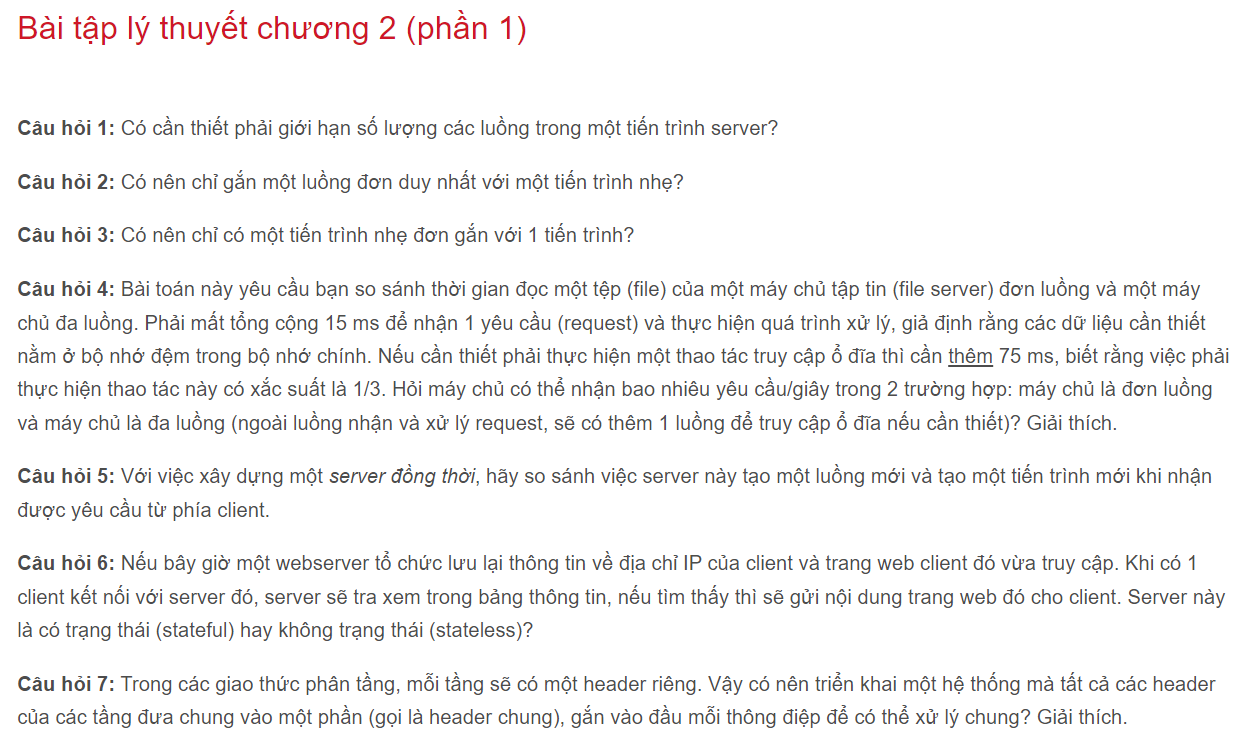 Bài tập lý thuyết chương 2 (phần 1)
Câu hỏi 1: Có cần thiết phải giới hạn số lượng các luồng trong một tiến trình server?
Câu hỏi 2: Có nên chỉ gắn một luồng đơn duy nhất với một tiến trình nhẹ?
Câu hỏi 3: Có nên chỉ có một tiến trình nhẹ đơn gắn với 1 tiến trình?
Câu hỏi 4: Bài toán này yêu cầu bạn so sánh thời gian đọc một tệp (file) của một máy chủ tập tin (file server) đơn luồng và một máy
chủ đa luồng. Phải mất tổng cộng 15 ms để nhận 1 yêu cầu (request) và thực hiện quá trình xử lý, giả định rằng các dữ liệu cần thiết
nằm ở bộ nhớ đệm trong bộ nhớ chính. Nếu cần thiết phải thực hiện một thao tác truy cập ổ đĩa thì cần thêm 75 ms, biết rằng việc phải
thực hiện thao tác này có xắc suất là 1/3. Hỏi máy chủ có thể nhận bao nhiêu yêu cầu/giây trong 2 trường hợp: máy chủ là đơn luồng
và máy chủ là đa luồng (ngoài luồng nhận và xử lý request, sẽ có thêm 1 luồng để truy cập ổ đĩa nếu cần thiết)? Giải thích.
Câu hỏi 5: Với việc xây dựng một server đồng thời, hãy so sánh việc server này tạo một luồng mới và tạo một tiến trình mới khi nhận
được yêu cầu từ phía client.
Câu hỏi 6: Nếu bây giờ một webserver tổ chức lưu lại thông tin về địa chỉ IP của client và trang web client đó vừa truy cập. Khi có 1
client kết nối với server đó, server sẽ tra xem trong bảng thông tin, nếu tìm thấy thì sẽ gửi nội dung trang web đó cho client. Server này
là có trạng thái (stateful) hay không trạng thái (stateless)?
Câu hỏi 7: Trong các giao thức phân tầng, mỗi tầng sẽ có một header riêng. Vậy có nên triển khai một hệ thống mà tất cả các header
của các tầng đưa chung vào một phần (gọi là header chung), gắn vào đầu mỗi thông điệp để có thể xử lý chung? Giải thích.